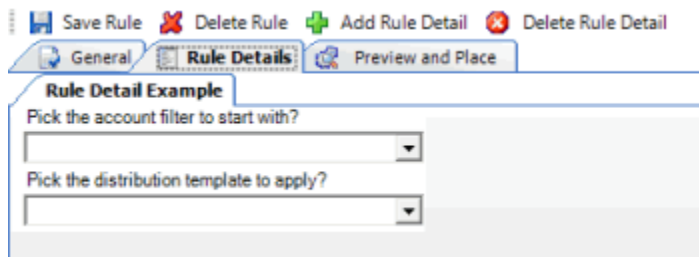 Save Rule Delete Rule Add Rule Detail Delete Rule Detail
General Rule Details Preview and Place
Rule Detail Example
Pick the account filter to start with?
Pick the distribution template to apply?